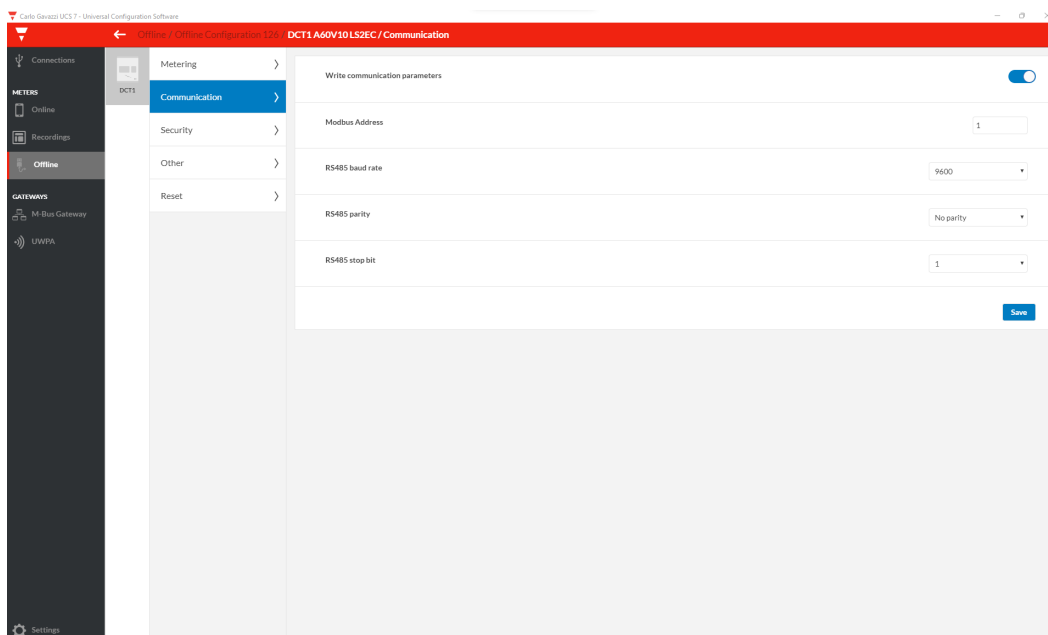 Carlo Gavazzi UCS 7 - Universal Configuration Software
Offline / Offline Configuration 126 / DCT1 A60V10 LS2EC / Communication
Connections
METERS
Online
Recordings
Offline
GATEWAYS
M-Bus Gateway
UWPA
Settings
DCT1
Metering
Communication
Security
Other
Reset
Write communication parameters
Modbus Address
1
RS485 baud rate
9600
RS485 parity
No parity
RS485 stop bit
1
Save